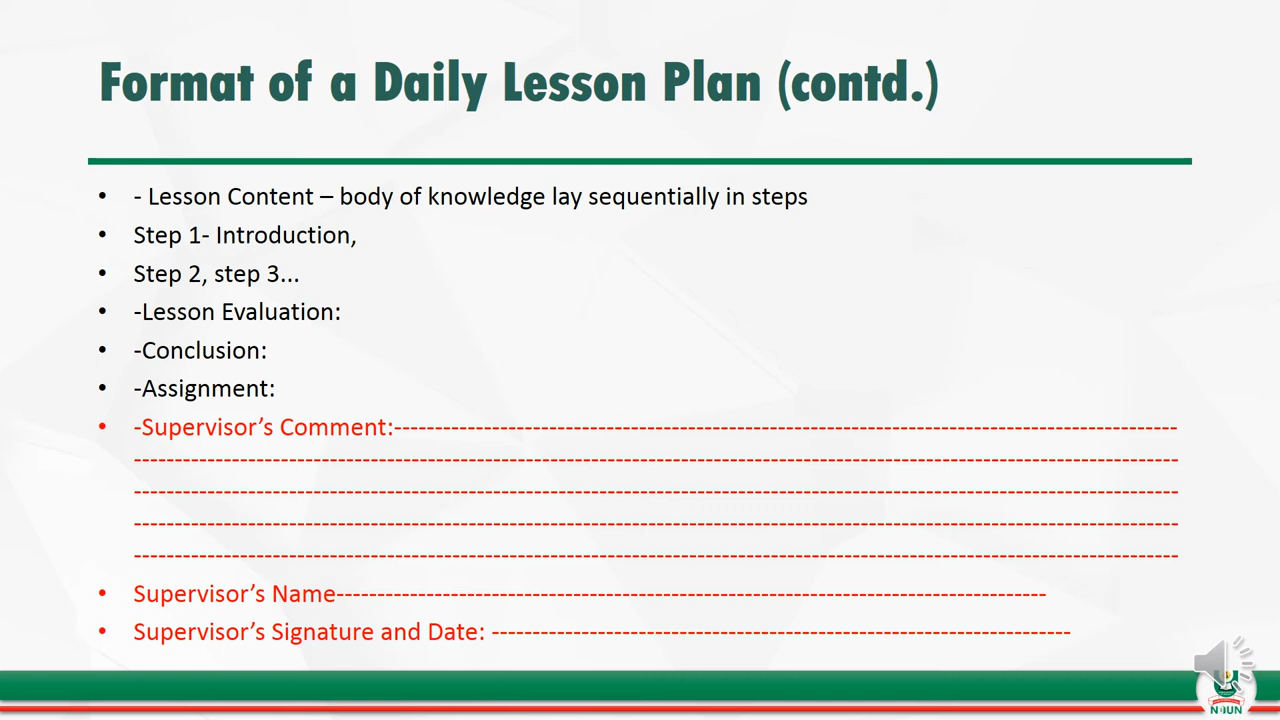 Format of a Daily Lesson Plan (contd.)
• - Lesson Content – body of knowledge lay sequentially in steps
• Step 1- Introduction,
• Step 2, step 3...
• -Lesson Evaluation:
• -Conclusion:
• -Assignment:
• -Supervisor’s Comment:-----------------------------------------------------------------------------------------------
-------------------------------------------------------------------------------------------------------------------------------
-------------------------------------------------------------------------------------------------------------------------------
-------------------------------------------------------------------------------------------------------------------------------
-------------------------------------------------------------------------------------------------------------------------------
• Supervisor’s Name--------------------------------------------------------------------------------------
• Supervisor’s Signature and Date: ----------------------------------------------------------------------
NOUN